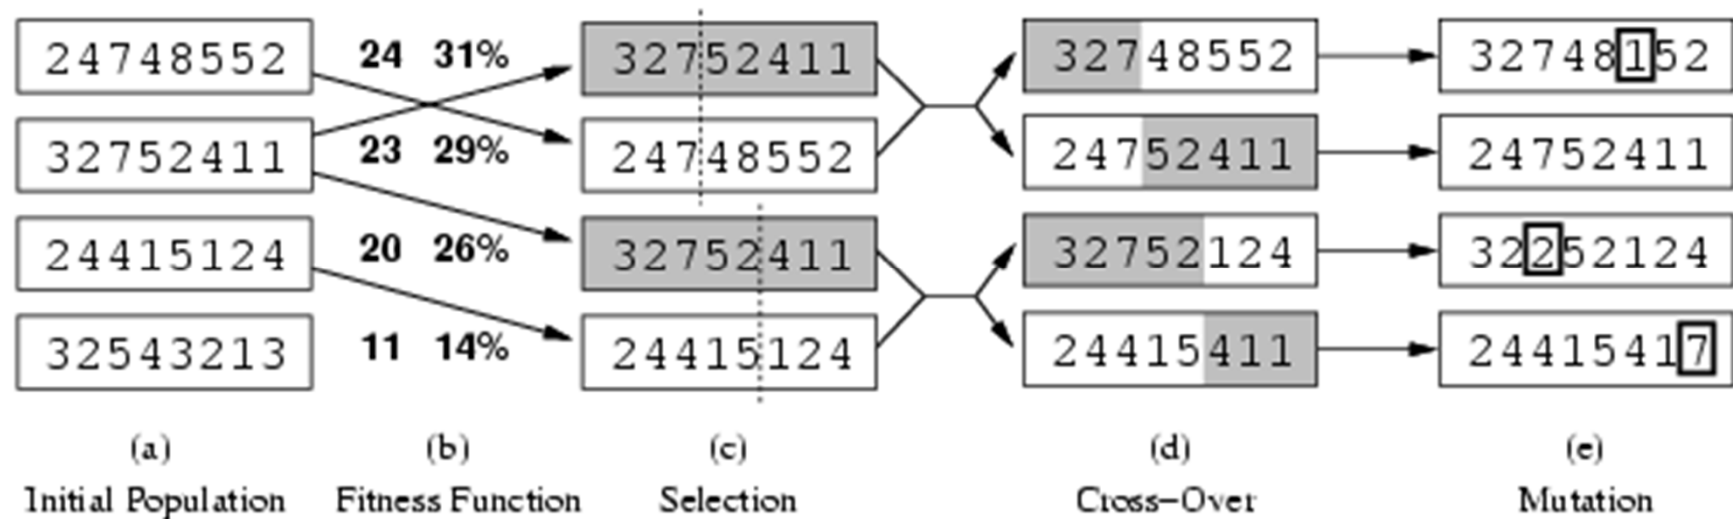 24748552 24 31% 32752411 32748552 32748152
32752411 23 29% 24748552 24752411 24752411
24415124 20 26% 32752411 32752124 32252124
32543213 11 14% 24415124 24415411 24415417
(a) (b) (c) (d) (e)
Initial Population Fitness Function Selection Cross–Over Mutation